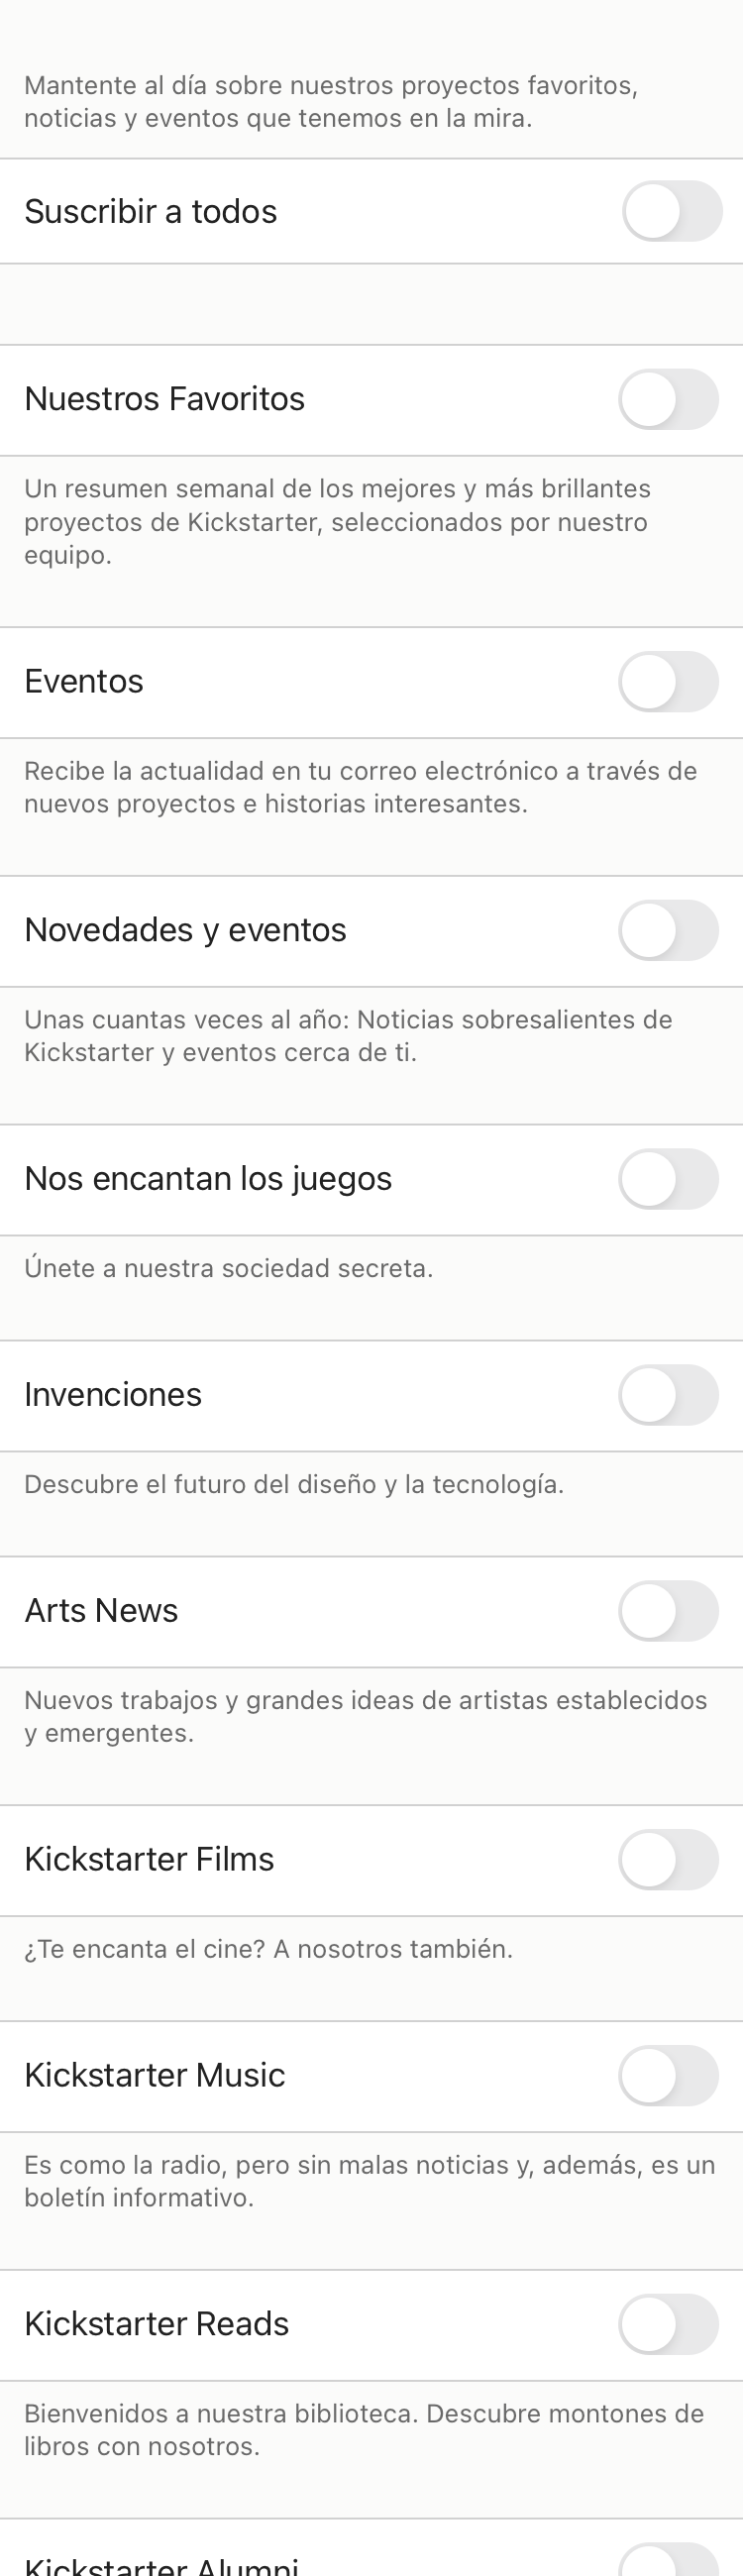 Mantente al día sobre nuestros proyectos favoritos,
noticias y eventos que tenemos en la mira.
Suscribir a todos
Nuestros Favoritos
Un resumen semanal de los mejores y más brillantes
proyectos de Kickstarter, seleccionados por nuestro
equipo.
Eventos
Recibe la actualidad en tu correo electrónico a través de
nuevos proyectos e historias interesantes.
Novedades y eventos
Unas cuantas veces al año: Noticias sobresalientes de
Kickstarter y eventos cerca de ti.
Nos encantan los juegos
Únete a nuestra sociedad secreta.
Invenciones
Descubre el futuro del diseño y la tecnología.
Arts News
Nuevos trabajos y grandes ideas de artistas establecidos
y emergentes.
Kickstarter Films
¿Te encanta el cine? A nosotros también.
Kickstarter Music
Es como la radio, pero sin malas noticias y, además, es un
boletín informativo.
Kickstarter Reads
Bienvenidos a nuestra biblioteca. Descubre montones de
libros con nosotros.
Kickstarter Alumni